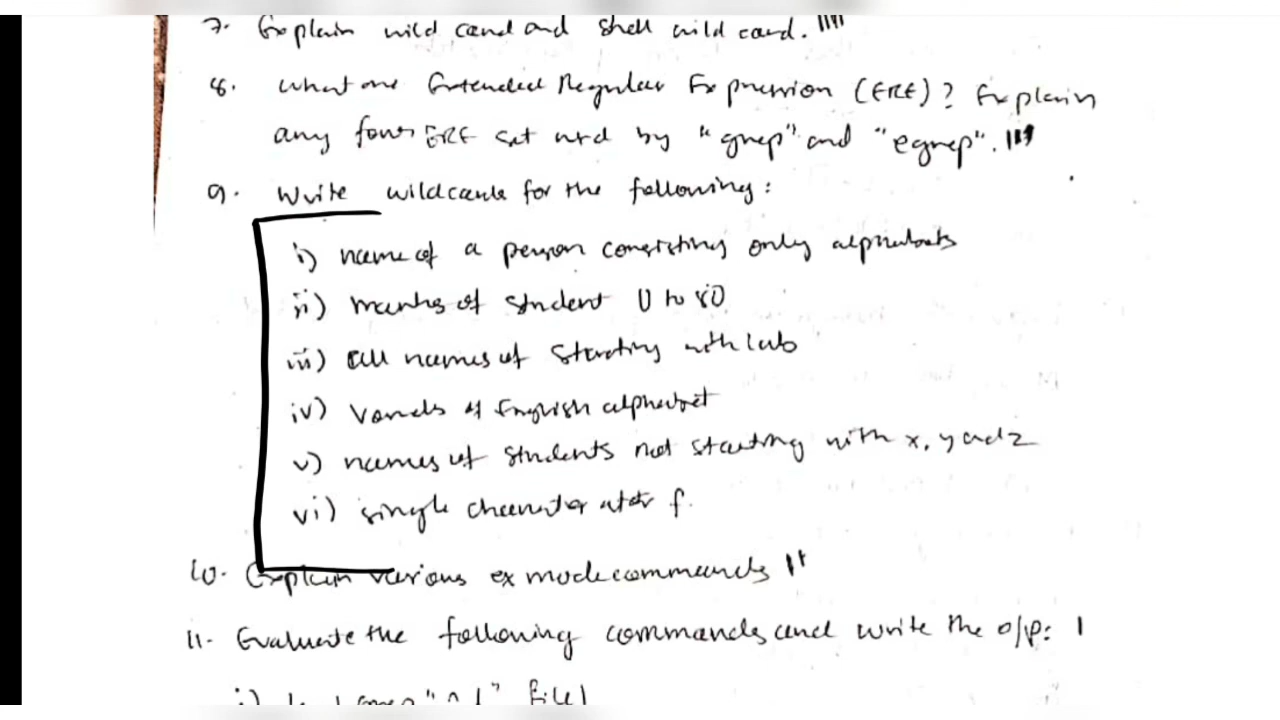 7. Explain wild card and shell wild card.
8. What are Extended Regular Expression (ERE)? Explain
any four ERE set used by "grep" and "egrep".
9. Write wildcards for the following:
i) name of a person consisting only alphabets
ii) marks of student 0 to 80
iii) all names of starting with lab
iv) Vowels of English alphabet
v) names of students not starting with x, y and z
vi) single character after f.
10. Explain various ex mode commands
11. Evaluate the following commands and write the o/p:
i) file1